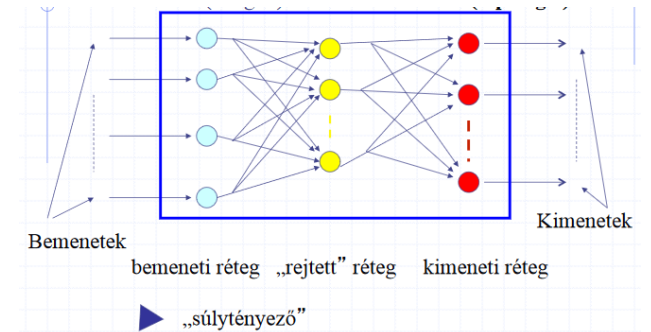 Kimenetek
Bemenetek
bemeneti réteg „rejtett” réteg kimeneti réteg
„súlytényező”